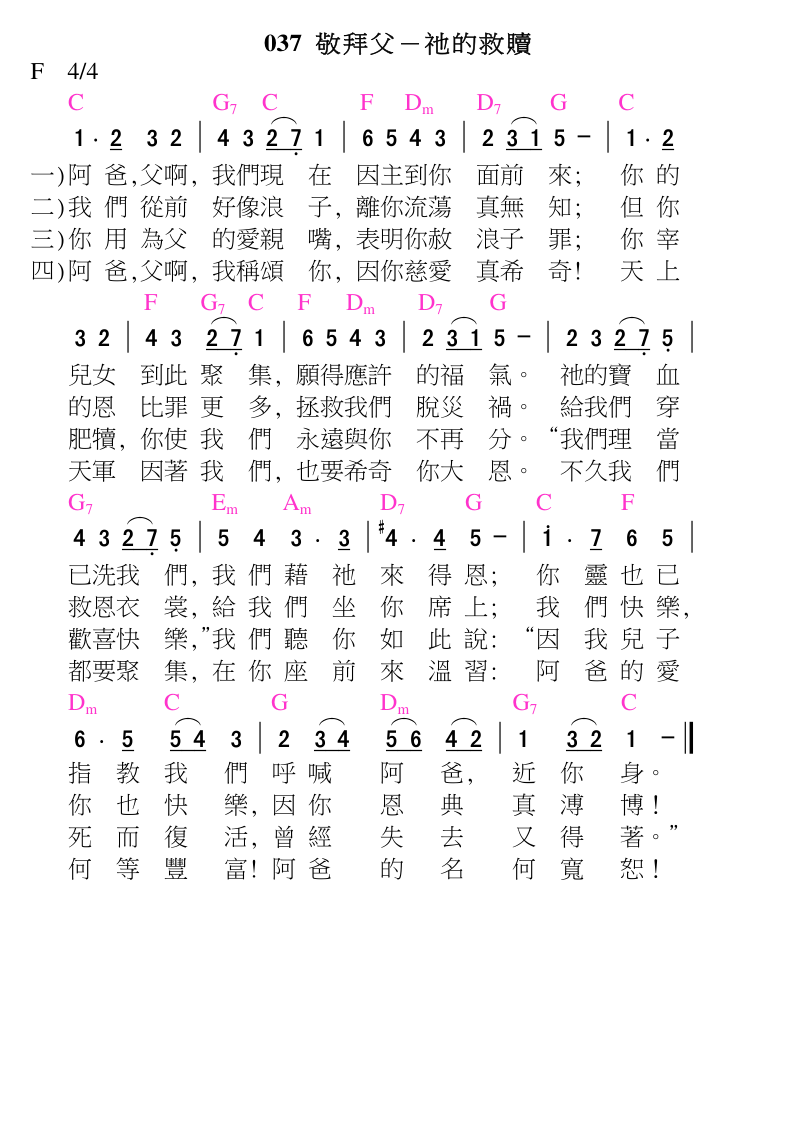 037 敬拜父－祂的救贖
F 4/4
C G7 C F Dm D7 G C
1 · 2 3 2 | 4 3 2 7 1 | 6 5 4 3 | 2 3 1 5 － | 1 · 2
一)阿 爸,父啊, 我們現 在 因主到你 面前 來; 你 的
二)我 們 從前 好像浪 子, 離你流蕩 真無 知; 但 你
三)你 用 為父 的愛親 嘴, 表明你赦 浪子 罪; 你 宰
四)阿 爸,父啊, 我稱頌 你, 因你慈愛 真希 奇! 天 上
F G7 C F Dm D7 G
3 2 | 4 3 2 7 1 | 6 5 4 3 | 2 3 1 5 － | 2 3 2 7 5 |
兒女 到此 聚 集, 願得應許 的福 氣。 祂的寶 血
的恩 比罪 更 多, 拯救我們 脫災 禍。 給我們 穿
肥犢, 你使 我 們 永遠與你 不再 分。 “我們理 當
天軍 因著 我 們, 也要希奇 你大 恩。 不久我 們
G7 Em Am D7 G C F
4 3 2 7 5 | 5 4 3 · 3 | #4 · 4 5 － | 1 · 7 6 5 |
已洗我 們, 我 們 藉 祂 來 得 恩; 你 靈 也 已
救恩衣 裳, 給 我 們 坐 你 席 上; 我 們 快 樂,
歡喜快 樂,”我 們 聽 你 如 此 說: “因 我 兒 子
都要聚 集, 在 你 座 前 來 溫 習: 阿 爸 的 愛
Dm C G Dm G7 C
6 · 5 5 4 3 | 2 3 4 5 6 4 2 | 1 3 2 1 － ‖
指 教 我 們 呼 喊 阿 爸, 近 你 身。
你 也 快 樂, 因 你 恩 典 真 溥 博!
死 而 復 活, 曾 經 失 去 又 得 著。”
何 等 豐 富! 阿 爸 的 名 何 寬 恕!